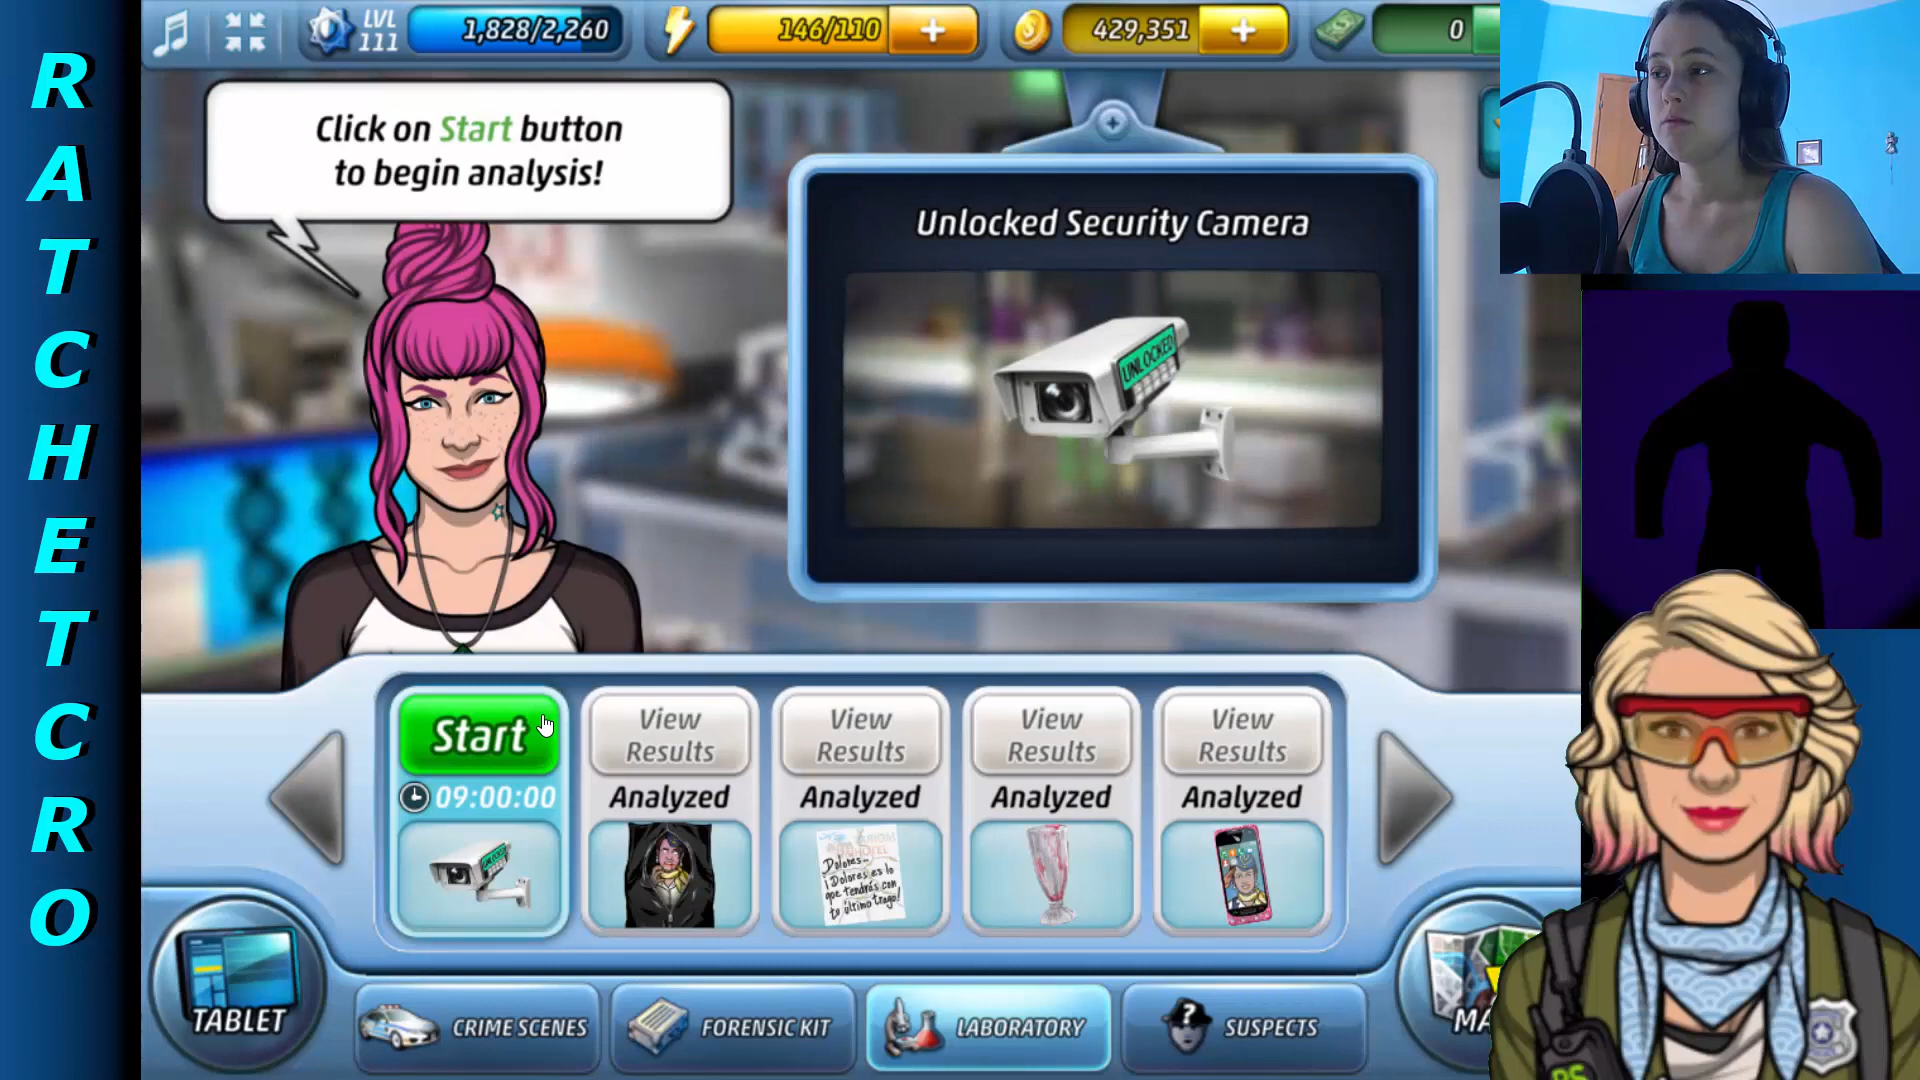 RATCHETCRO
LVL
111
1,828/2,260
146/110
429,351
0
Click on Start button
to begin analysis!
Unlocked Security Camera
UNLOCKED
Start
09:00:00
UNLOCKED
View
Results
Analyzed
View
Results
Analyzed
Dolores...
¡Dolores es lo
que tendrás con
tu último trago!
View
Results
Analyzed
View
Results
Analyzed
TABLET
CRIME SCENES
FORENSIC KIT
LABORATORY
?
SUSPECTS
MA